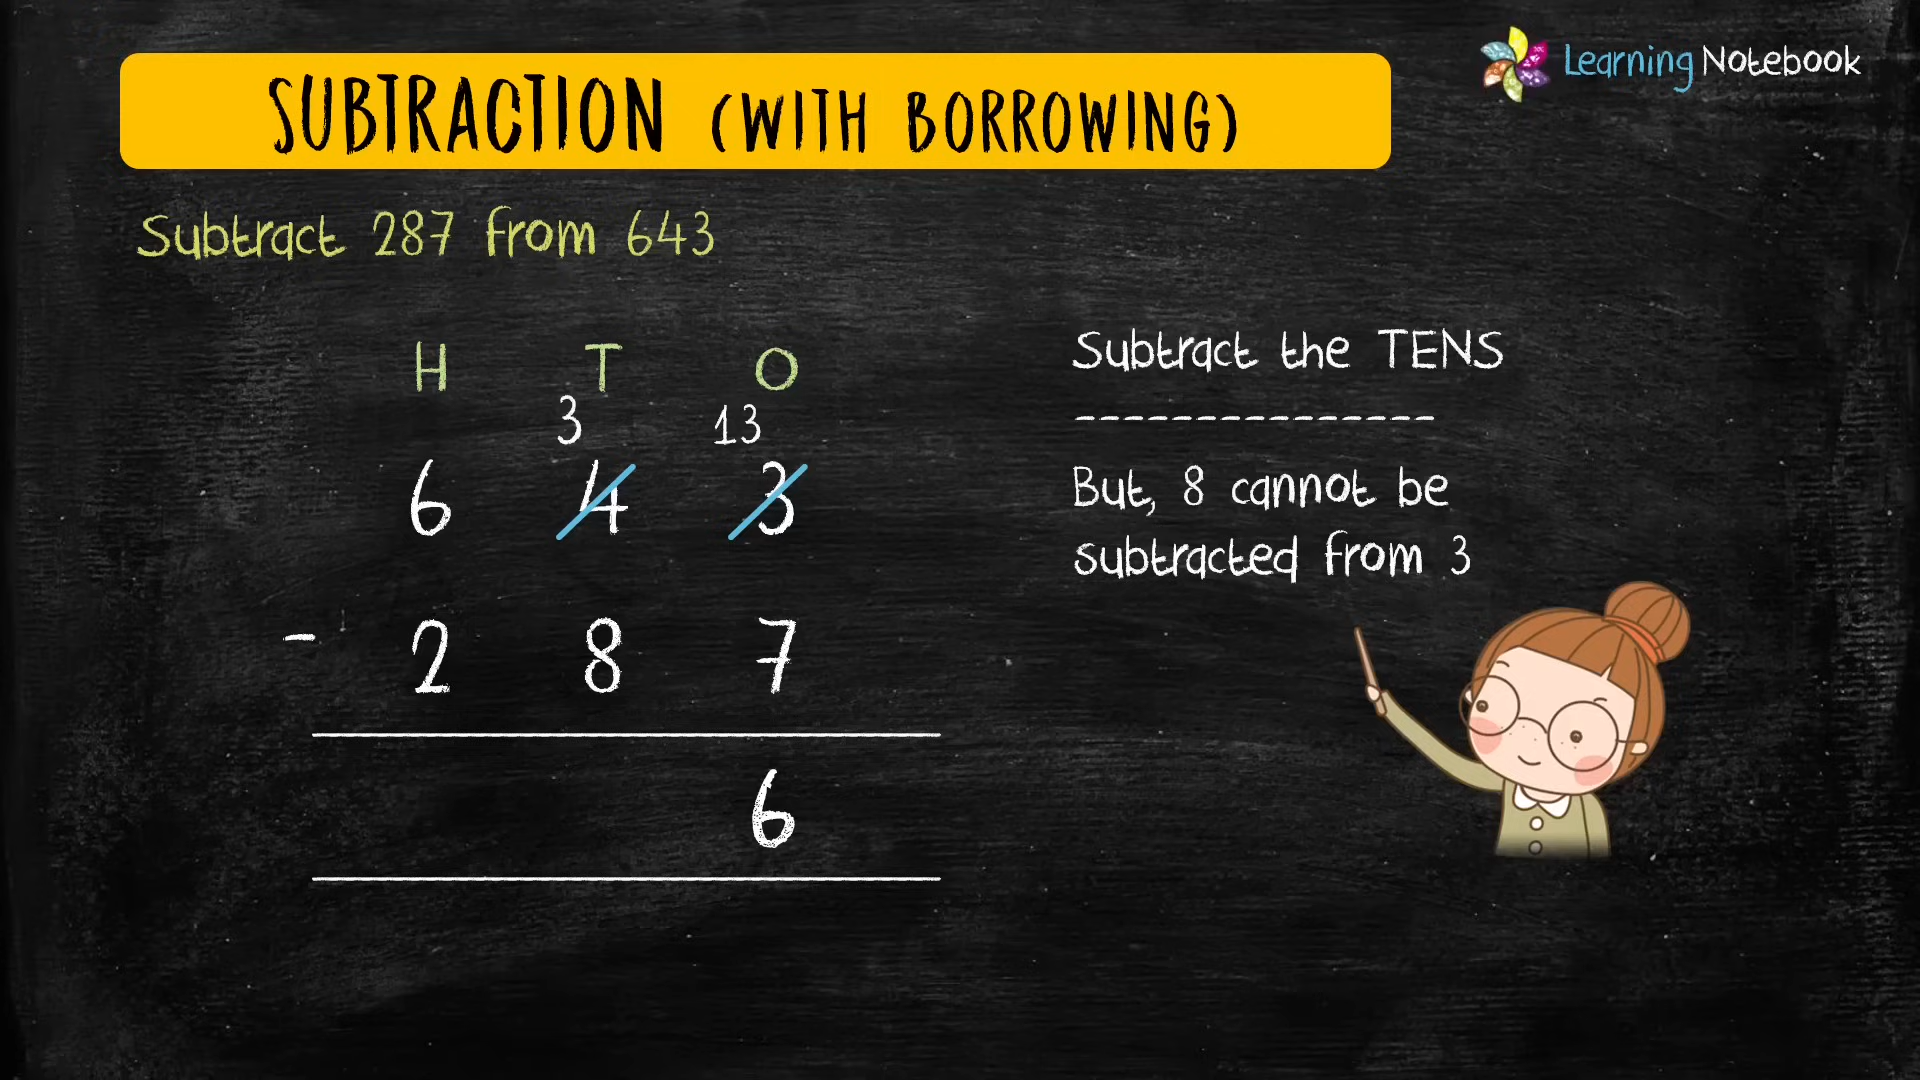 SUBTRACTION (WITH BORROWING)
Learning Notebook
Subtract 287 from 643
H T O
3 13
6 4 3
- 2 8 7
6
Subtract the TENS
---------------
But, 8 cannot be
subtracted from 3